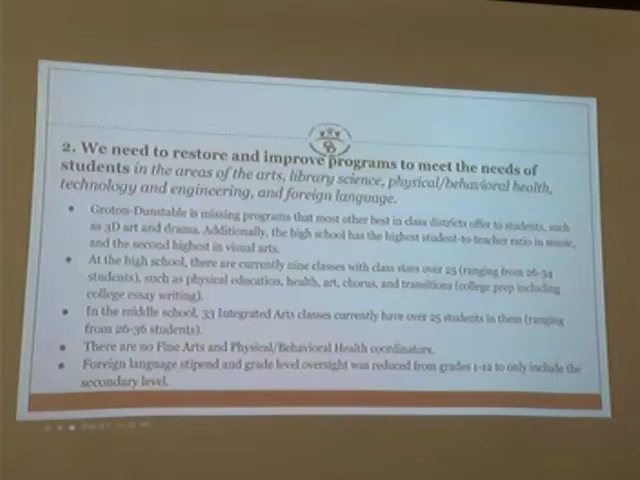 2. We need to restore and improve programs to meet the needs of
students in the areas of the arts, library science, physical/behavioral health,
technology and engineering, and foreign language.
• Groton-Dunstable is missing programs that most other best in class districts offer to students, such
as 3D art and drama. Additionally, the high school has the highest student-to-teacher ratio in music,
and the second highest in visual arts.
• At the high school, there are currently nine classes with class sizes over 25 (ranging from 26-34
students), such as physical education, health, art, chorus, and transitions (college prep including
college essay writing).
• In the middle school, 33 Integrated Arts classes currently have over 25 students in them (ranging
from 26-36 students).
• There are no Fine Arts and Physical/Behavioral Health coordinators.
• Foreign language stipend and grade level oversight was reduced from grades 1-12 to only include the
secondary level.